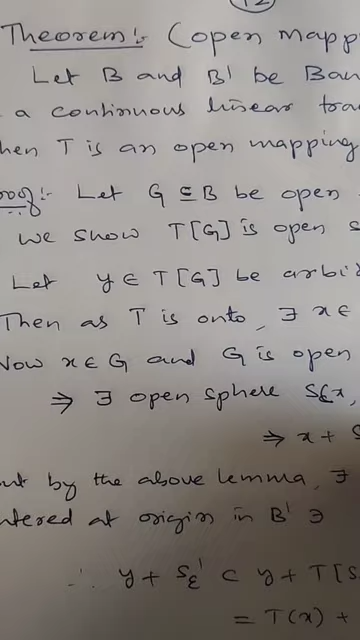 12
Theorem:- (open mapp
Let B and B' be Ban
a continuous linear tra
hen T is an open mapping
roof:- Let G ⊆ B be open
We show T[G] is open s
Let y ∈ T[G] be arbit
Then as T is onto, ∃ x ∈
Now x ∈ G and G is open
⇒ ∃ open sphere S(x,
⇒ x + S
ut by the above lemma, ∃
ntered at origin in B' ∋
∴ y + S'ε ⊂ y + T[S
= T(x) +